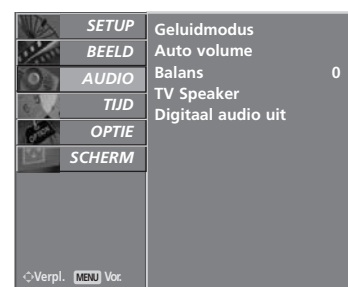 SETUP
BEELD
AUDIO
TIJD
OPTIE
SCHERM
Geluidmodus
Auto volume
Balans 0
TV Speaker
Digitaal audio uit
Verpl. MENU Vor.